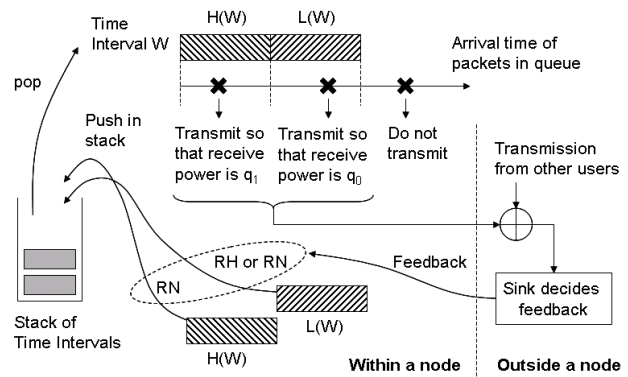 Time
Interval W
H(W)
L(W)
Arrival time of
packets in queue
pop
Push in
stack
Transmit so
that receive
power is q1
Transmit so
that receive
power is q0
Do not
transmit
Transmission
from other users
RH or RN
RN
Feedback
Sink decides
feedback
L(W)
H(W)
Stack of
Time Intervals
Within a node
Outside a node